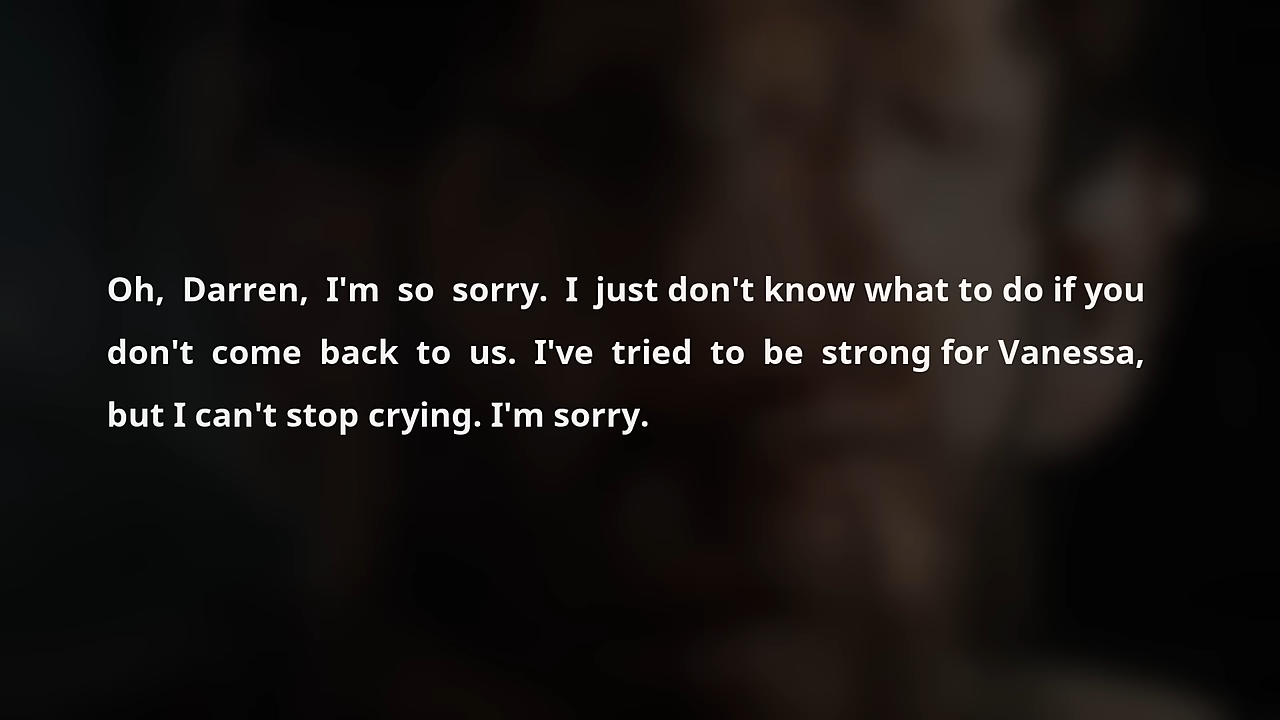 Oh, Darren, I'm so sorry. I just don't know what to do if you
don't come back to us. I've tried to be strong for Vanessa,
but I can't stop crying. I'm sorry.